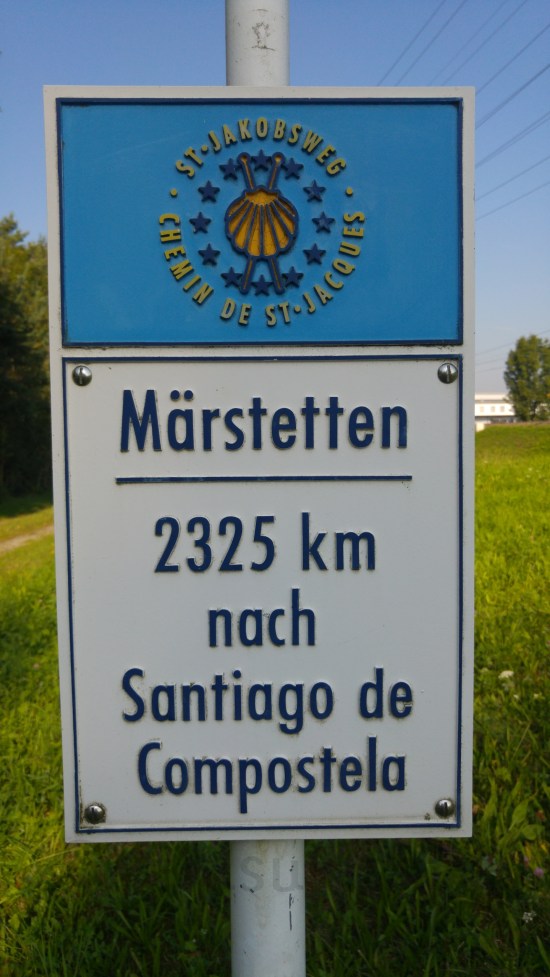 ST·JAKOBSWEG
CHEMIN DE ST·JACQUES
Märstetten
2325 km
nach
Santiago de
Compostela